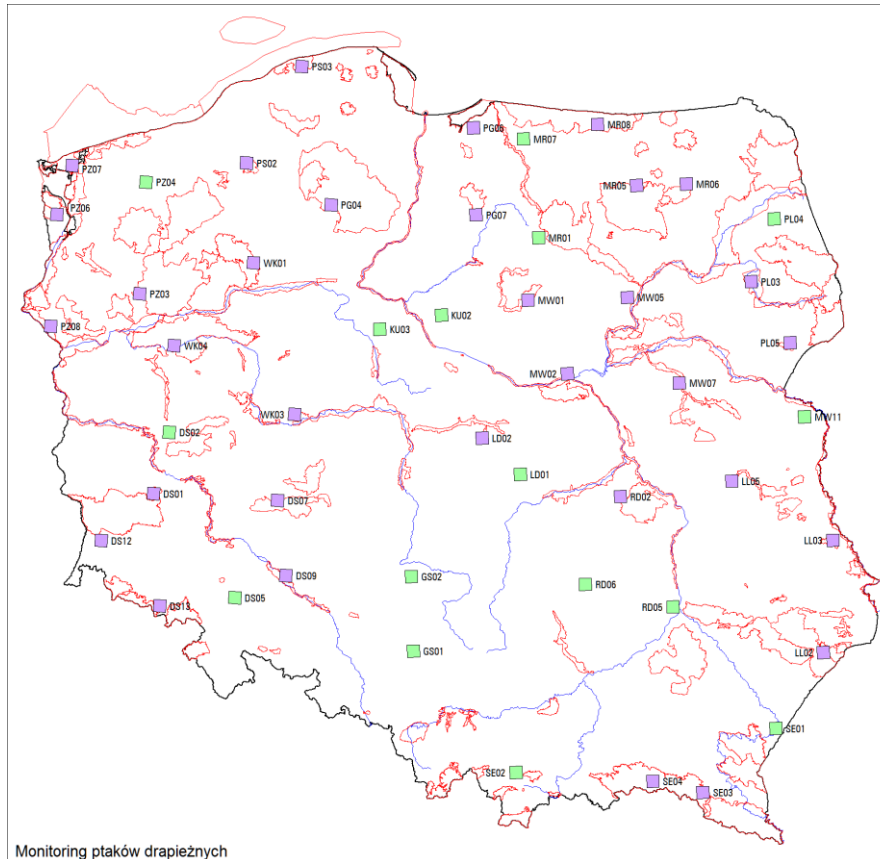 PS03
PG06
MR08
MR07
PS02
PZ07
PZ04
MR05
MR06
PG04
PZ06
PG07
PL04
MR01
WK01
PL03
PZ03
MW01
MW05
KU02
PZ08
KU03
WK04
PL05
MW02
MW07
WK03
MW11
DS02
LD02
LD01
LL05
DS01
RD02
DS07
DS12
LL03
DS09
GS02
RD06
DS05
DS13
RD05
GS01
LL02
SE01
SE02
SE04
SE03
Monitoring ptaków drapieżnych